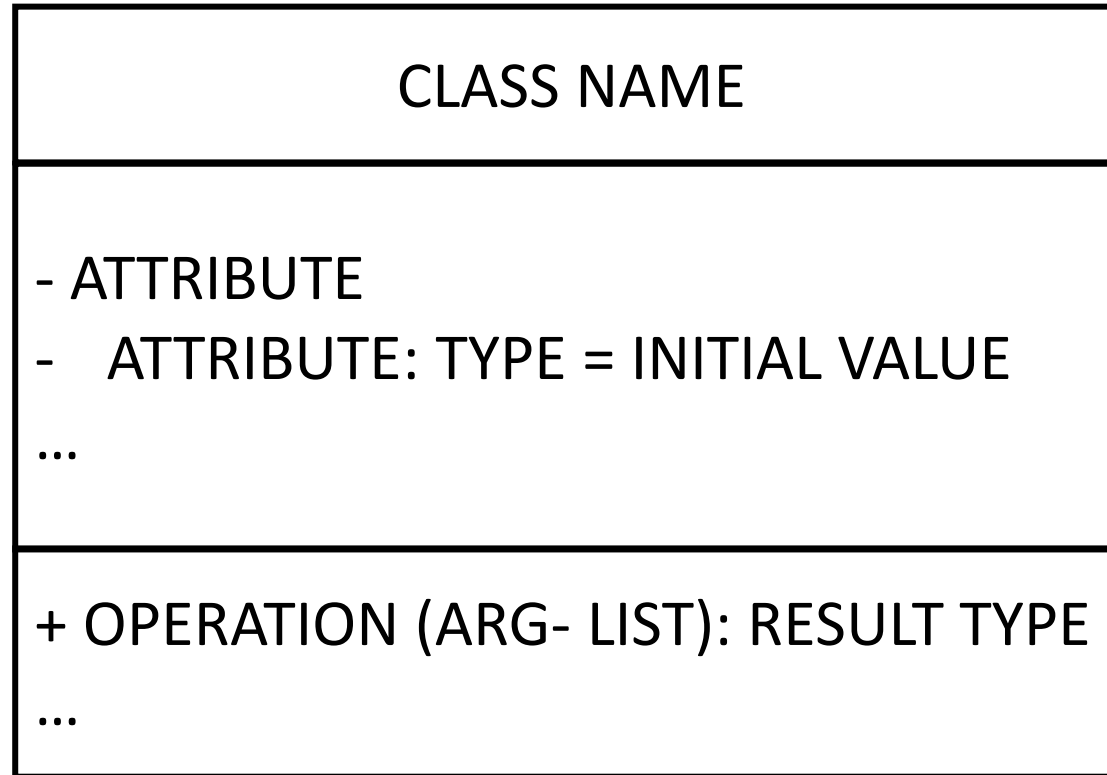 CLASS NAME
- ATTRIBUTE
- ATTRIBUTE: TYPE = INITIAL VALUE
...
+ OPERATION (ARG- LIST): RESULT TYPE
...